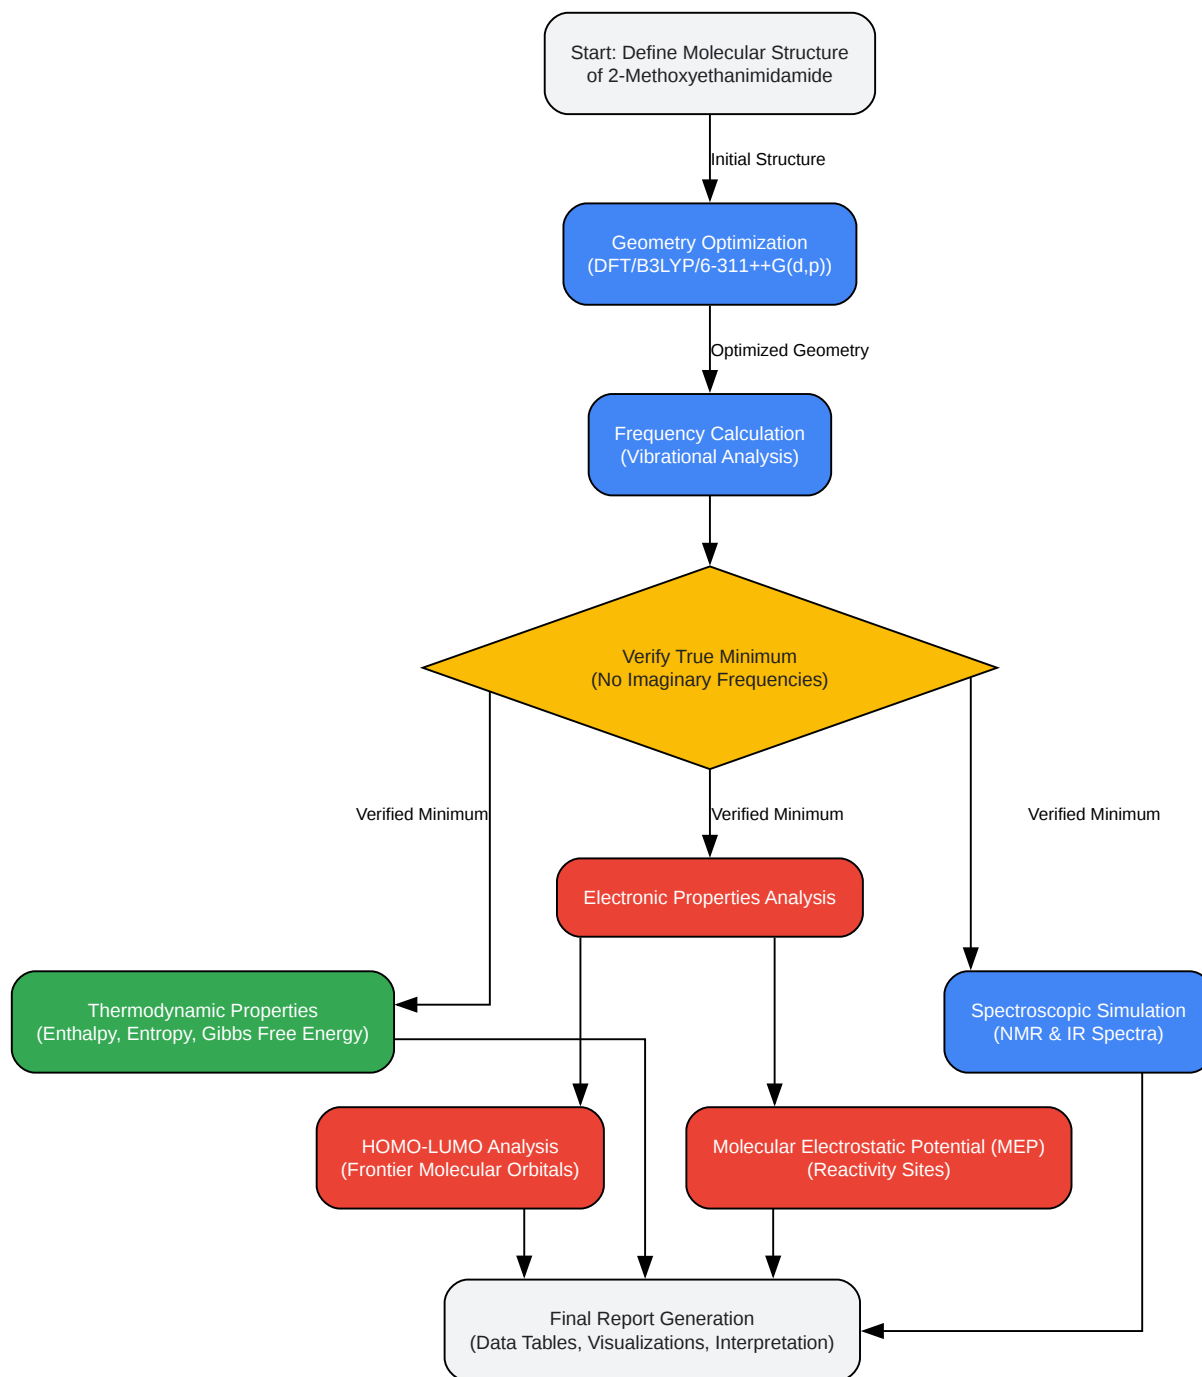 Start: Define Molecular Structure
of 2-Methoxyethanimidamide
Initial Structure
Geometry Optimization
(DFT/B3LYP/6-311++G(d,p))
Optimized Geometry
Frequency Calculation
(Vibrational Analysis)
Verify True Minimum
(No Imaginary Frequencies)
Verified Minimum
Verified Minimum
Verified Minimum
Electronic Properties Analysis
Thermodynamic Properties
(Enthalpy, Entropy, Gibbs Free Energy)
Spectroscopic Simulation
(NMR & IR Spectra)
HOMO-LUMO Analysis
(Frontier Molecular Orbitals)
Molecular Electrostatic Potential (MEP)
(Reactivity Sites)
Final Report Generation
(Data Tables, Visualizations, Interpretation)